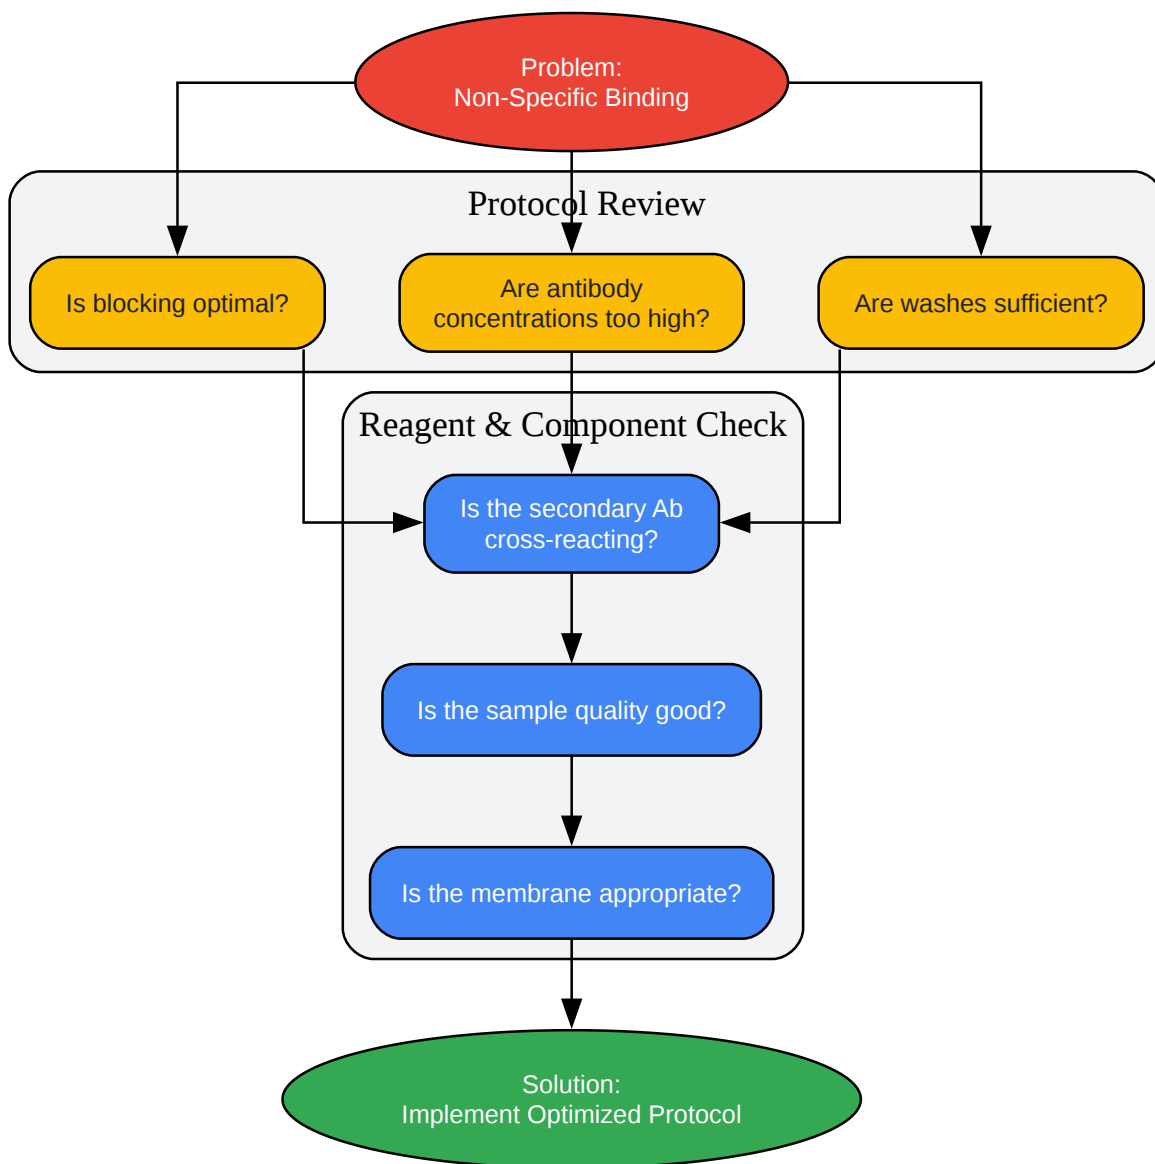 Problem:
Non-Specific Binding
Protocol Review
Is blocking optimal?
Are antibody
concentrations too high?
Are washes sufficient?
Reagent & Component Check
Is the secondary Ab
cross-reacting?
Is the sample quality good?
Is the membrane appropriate?
Solution:
Implement Optimized Protocol